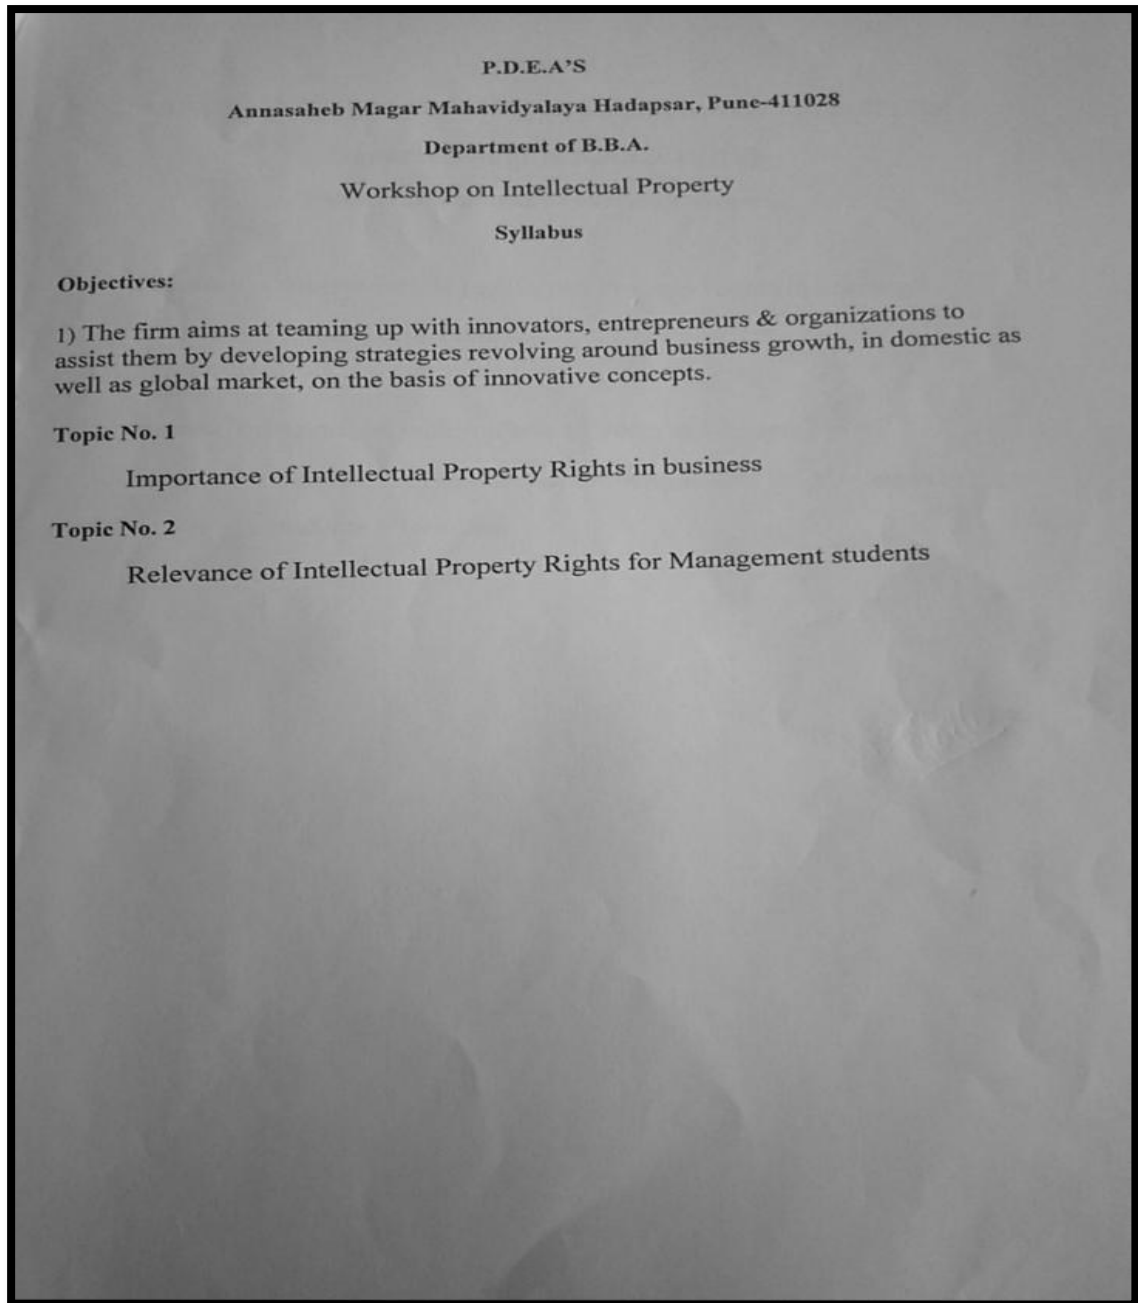 P.D.E.A'S
Annasaheb Magar Mahavidyalaya Hadapsar, Pune-411028
Department of B.B.A.
Workshop on Intellectual Property
Syllabus
Objectives:
1) The firm aims at teaming up with innovators, entrepreneurs & organizations to
assist them by developing strategies revolving around business growth, in domestic as
well as global market, on the basis of innovative concepts.
Topic No. 1
Importance of Intellectual Property Rights in business
Topic No. 2
Relevance of Intellectual Property Rights for Management students